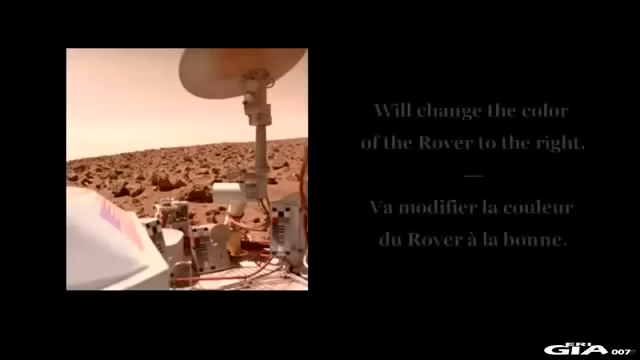 Will change the color
of the Rover to the right.
—
Va modifier la couleur
du Rover à la bonne.
ERI
GIA 007